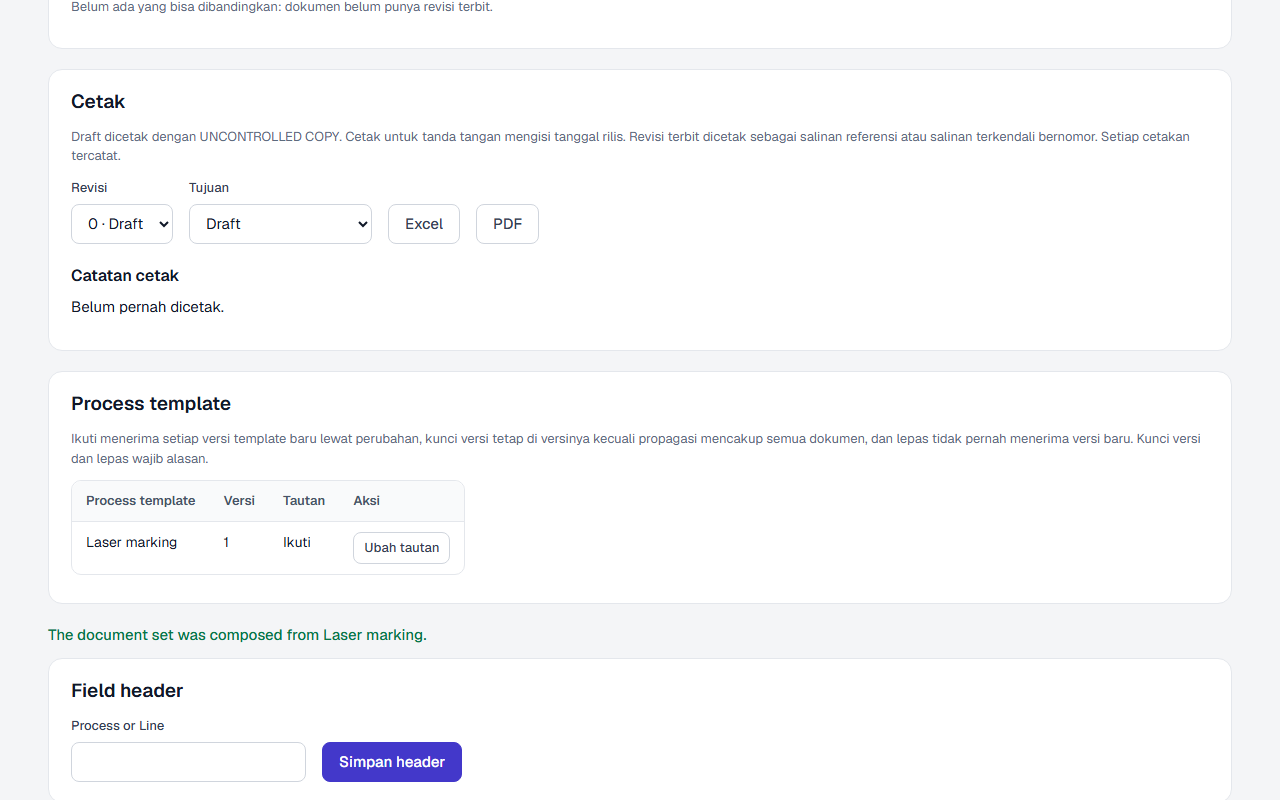 Belum ada yang bisa dibandingkan: dokumen belum punya revisi terbit.
Cetak
Draft dicetak dengan UNCONTROLLED COPY. Cetak untuk tanda tangan mengisi tanggal rilis. Revisi terbit dicetak sebagai salinan referensi atau salinan terkendali bernomor. Setiap cetakan
tercatat.
Revisi Tujuan
0 · Draft Draft Excel PDF
Catatan cetak
Belum pernah dicetak.
Process template
Ikuti menerima setiap versi template baru lewat perubahan, kunci versi tetap di versinya kecuali propagasi mencakup semua dokumen, dan lepas tidak pernah menerima versi baru. Kunci versi
dan lepas wajib alasan.
Process template Versi Tautan Aksi
Laser marking 1 Ikuti Ubah tautan
The document set was composed from Laser marking.
Field header
Process or Line
Simpan header